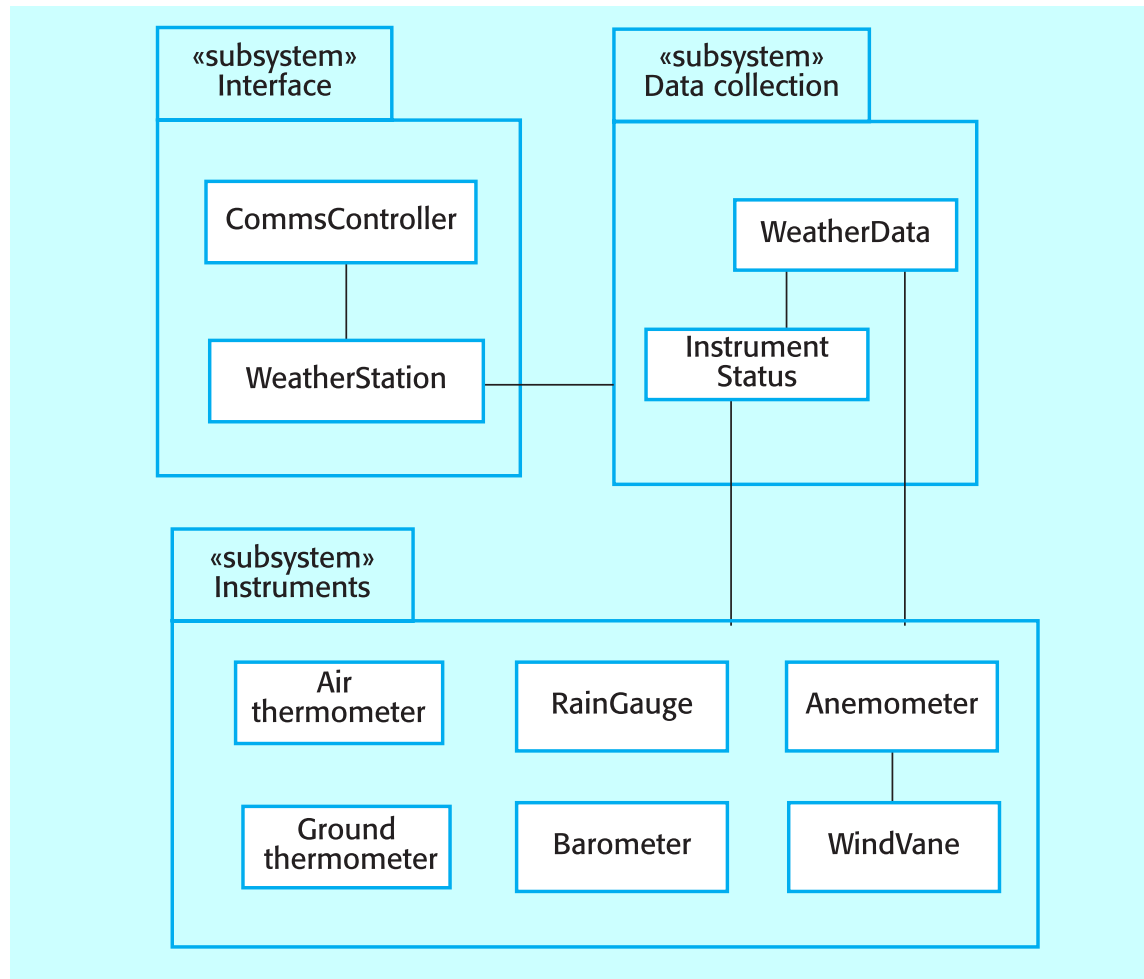 «subsystem»
Interface
CommsController
WeatherStation
«subsystem»
Data collection
WeatherData
Instrument
Status
«subsystem»
Instruments
Air
thermometer
RainGauge
Anemometer
Ground
thermometer
Barometer
WindVane